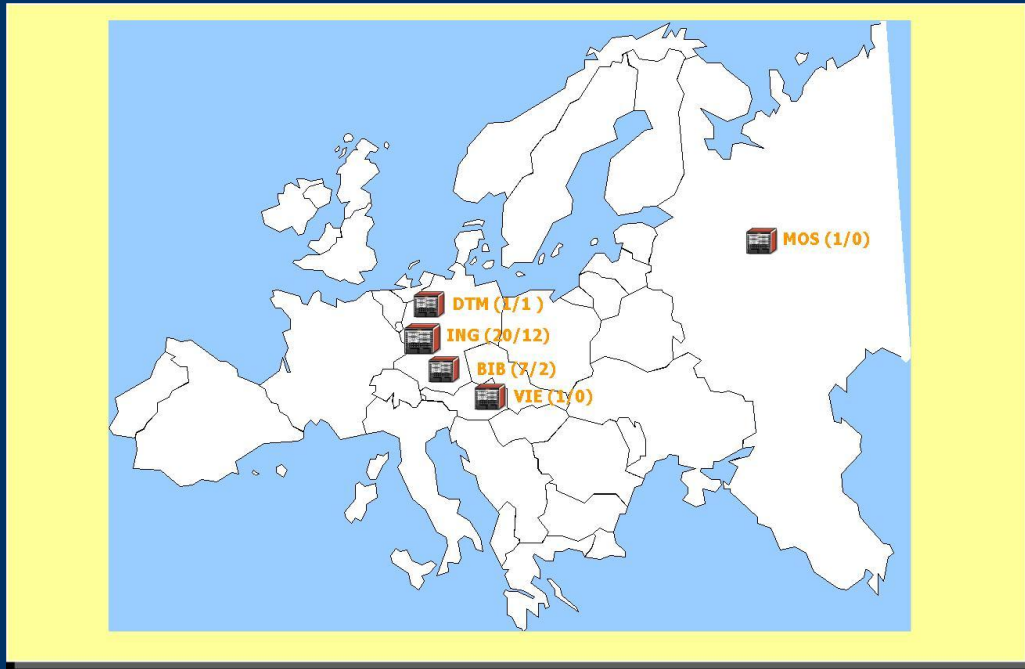 MOS (1/0)
DTM (1/1 )
ING (20/12)
BIB (7/2)
VIE (1/0)